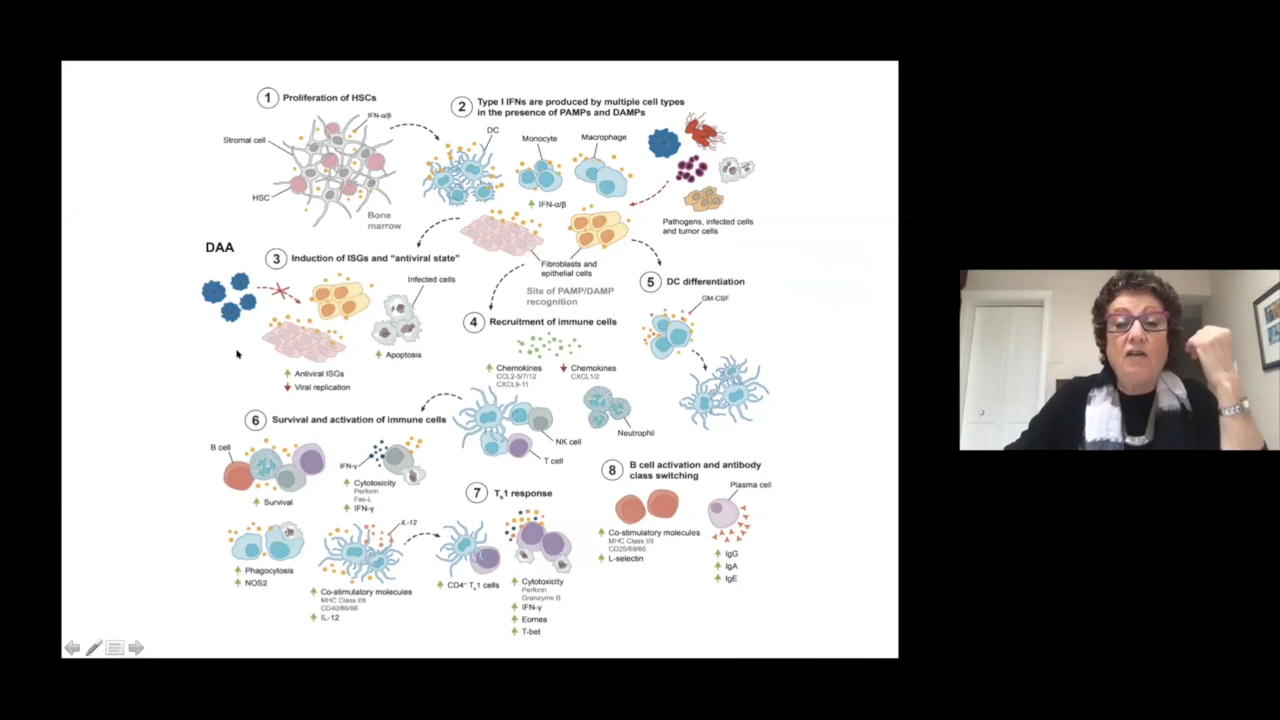 1 Proliferation of HSCs
IFN-α/β
Stromal cell
HSC
Bone
marrow
2 Type I IFNs are produced by multiple cell types
in the presence of PAMPs and DAMPs
DC
Monocyte
Macrophage
IFN-α/β
Pathogens, infected cells
and tumor cells
Fibroblasts and
epithelial cells
Site of PAMP/DAMP
recognition
DAA
3 Induction of ISGs and “antiviral state”
Infected cells
Apoptosis
Antiviral ISGs
Viral replication
4 Recruitment of immune cells
Chemokines
CCL2-5/7/12
CXCL9-11
Chemokines
CXCL1/2
NK cell
T cell
Neutrophil
5 DC differentiation
GM-CSF
6 Survival and activation of immune cells
B cell
Survival
IFN-γ
Cytotoxicity
Perforin
Fas-L
IFN-γ
Phagocytosis
NOS2
IL-12
Co-stimulatory molecules
MHC Class I/II
CD40/80/86
IL-12
7 Th1 response
CD4+ Th1 cells
Cytotoxicity
Perforin
Granzyme B
IFN-γ
Eomes
T-bet
8 B cell activation and antibody
class switching
Plasma cell
Co-stimulatory molecules
MHC Class I/II
CD25/69/86
L-selectin
IgG
IgA
IgE